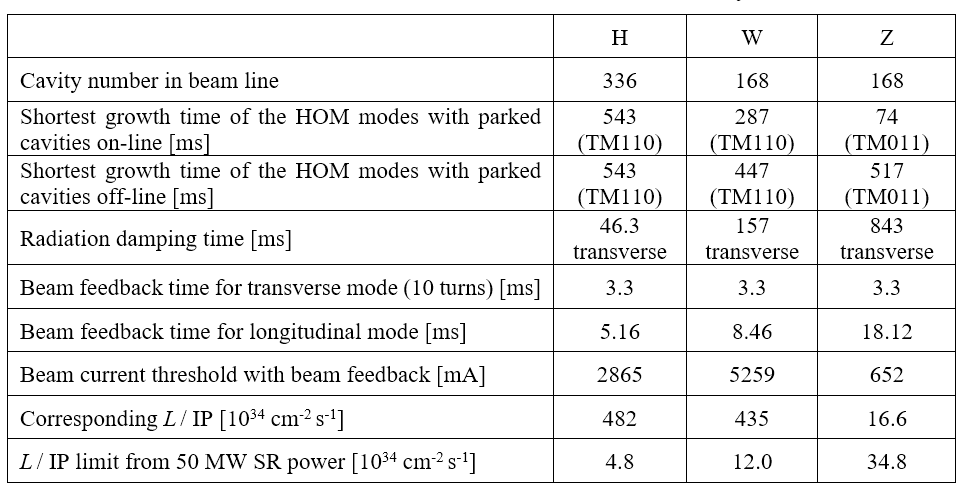 H W Z
Cavity number in beam line 336 168 168
Shortest growth time of the HOM modes with parked cavities on-line [ms] 543 (TM110) 287 (TM110) 74 (TM011)
Shortest growth time of the HOM modes with parked cavities off-line [ms] 543 (TM110) 447 (TM110) 517 (TM011)
Radiation damping time [ms] 46.3 transverse 157 transverse 843 transverse
Beam feedback time for transverse mode (10 turns) [ms] 3.3 3.3 3.3
Beam feedback time for longitudinal mode [ms] 5.16 8.46 18.12
Beam current threshold with beam feedback [mA] 2865 5259 652
Corresponding L / IP [10³⁴ cm⁻² s⁻¹] 482 435 16.6
L / IP limit from 50 MW SR power [10³⁴ cm⁻² s⁻¹] 4.8 12.0 34.8